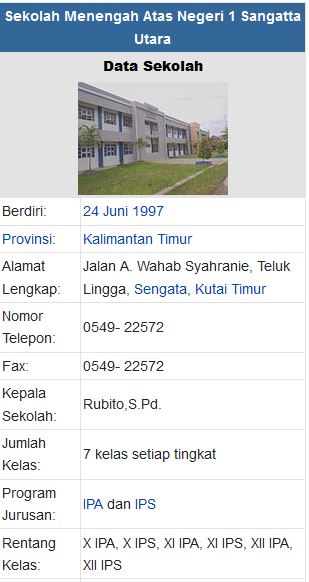 Sekolah Menengah Atas Negeri 1 Sangatta
Utara
Data Sekolah
Berdiri: 24 Juni 1997
Provinsi: Kalimantan Timur
Alamat Lengkap: Jalan A. Wahab Syahranie, Teluk
Lingga, Sengata, Kutai Timur
Nomor Telepon: 0549- 22572
Fax: 0549- 22572
Kepala Sekolah: Rubito,S.Pd.
Jumlah Kelas: 7 kelas setiap tingkat
Program Jurusan: IPA dan IPS
Rentang Kelas: X IPA, X IPS, XI IPA, XI IPS, XII IPA,
XII IPS